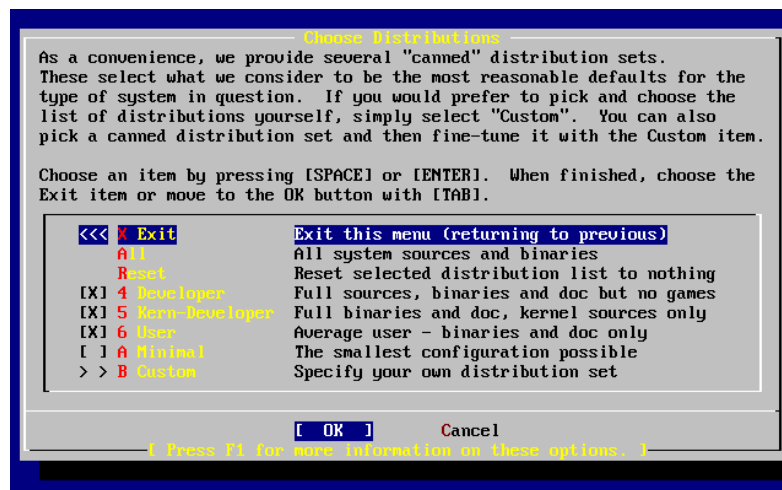 Choose Distributions
As a convenience, we provide several "canned" distribution sets.
These select what we consider to be the most reasonable defaults for the
type of system in question.  If you would prefer to pick and choose the
list of distributions yourself, simply select "Custom".  You can also
pick a canned distribution set and then fine-tune it with the Custom item.
Choose an item by pressing [SPACE] or [ENTER].  When finished, choose the
Exit item or move to the OK button with [TAB].
<<< X Exit Exit this menu (returning to previous)
All All system sources and binaries
Reset Reset selected distribution list to nothing
[X] 4 Developer Full sources, binaries and doc but no games
[X] 5 Kern-Developer Full binaries and doc, kernel sources only
[X] 6 User Average user - binaries and doc only
[ ] A Minimal The smallest configuration possible
> > B Custom Specify your own distribution set
[ OK ] Cancel
[ Press F1 for more information on these options. ]